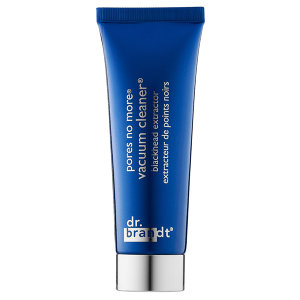 pores no more®
vacuum cleaner®
blackhead extractor
extracteur de points noirs
dr.
brandt®